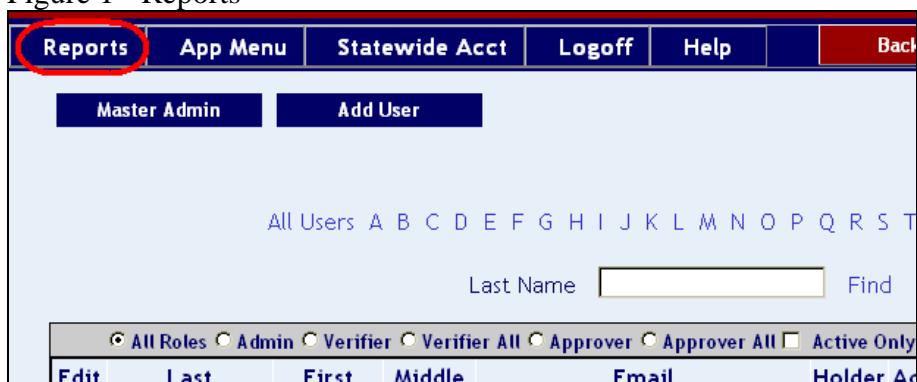 Figure 1 - Reports
Reports App Menu Statewide Acct Logoff Help Back
Master Admin Add User
All Users A B C D E F G H I J K L M N O P Q R S T
Last Name Find
All Roles Admin Verifier Verifier All Approver Approver All Active Only
Edit Last First Middle Email Holder